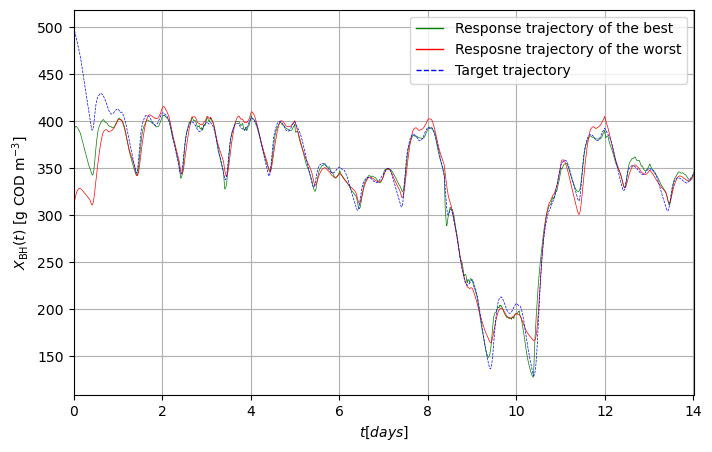 Response trajectory of the best
Resposne trajectory of the worst
Target trajectory
500
450
400
350
300
250
200
150
X_BH(t) [g COD m⁻³]
0 2 4 6 8 10 12 14
t[days]